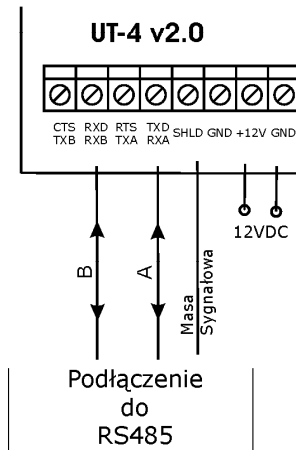 UT-4 v2.0
CTS RXD RTS TXD SHLD GND +12V GND
TXB RXB TXA RXA
12VDC
B
A
Masa
Sygnałowa
Podłączenie
do
RS485